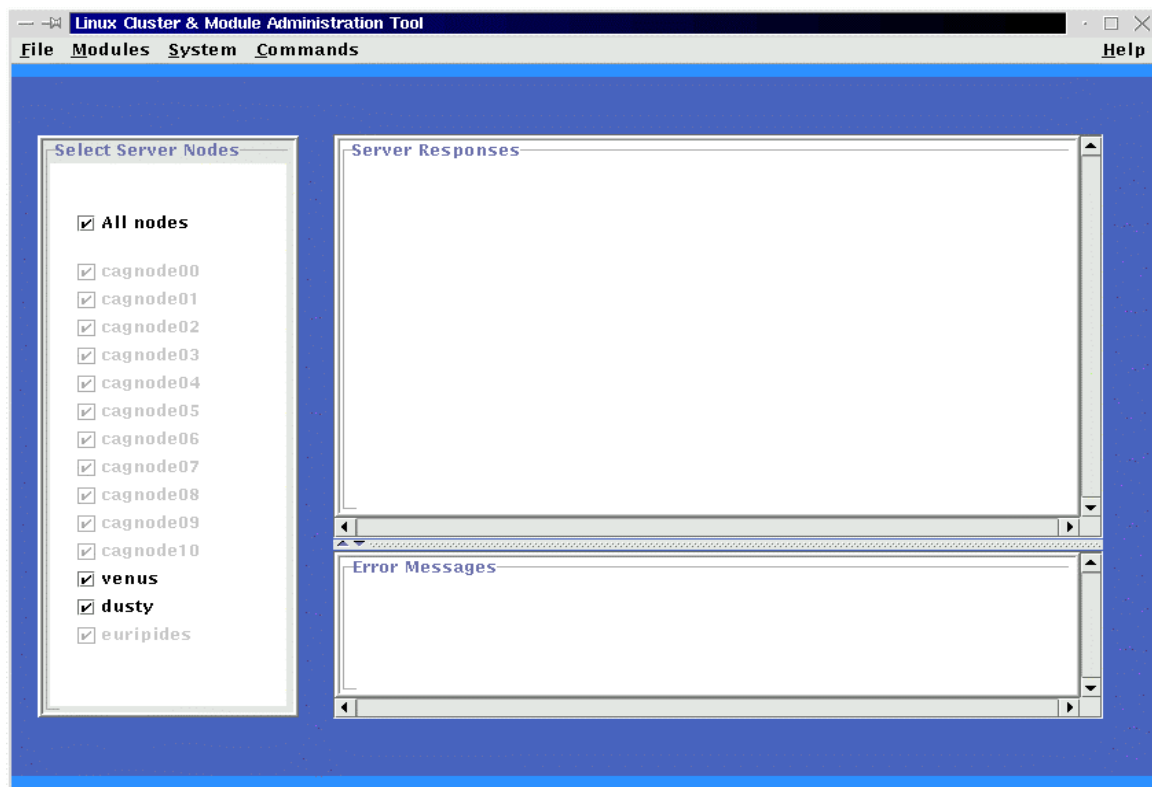 Linux Cluster & Module Administration Tool
File Modules System Commands Help
Select Server Nodes
All nodes
cagnode00
cagnode01
cagnode02
cagnode03
cagnode04
cagnode05
cagnode06
cagnode07
cagnode08
cagnode09
cagnode10
venus
dusty
euripides
Server Responses
Error Messages